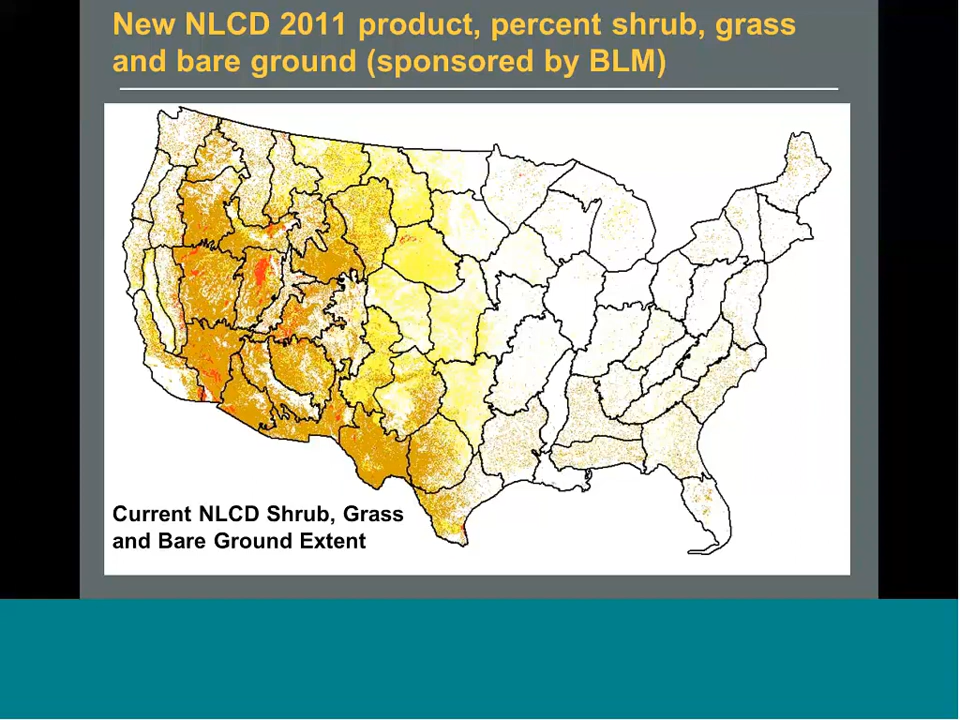 New NLCD 2011 product, percent shrub, grass
and bare ground (sponsored by BLM)
Current NLCD Shrub, Grass
and Bare Ground Extent